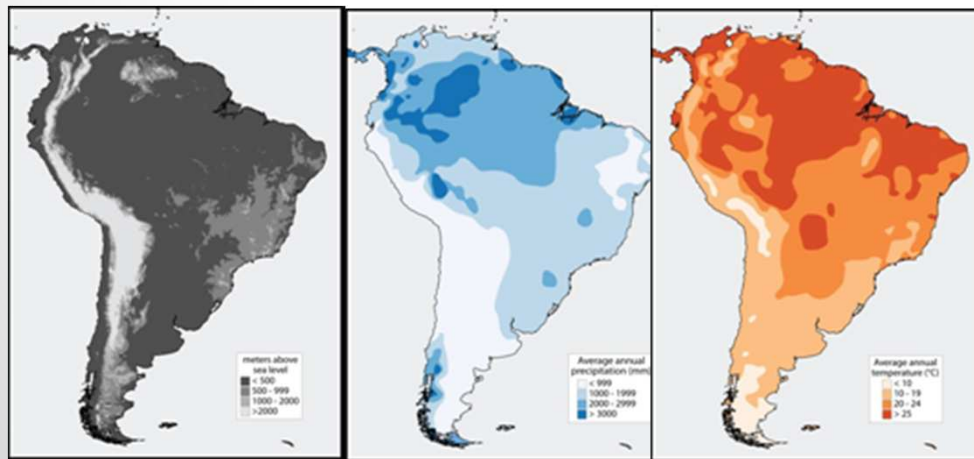 meters above
sea level
< 500
500 - 999
1000 - 2000
>2000
Average annual
precipitation (mm)
< 999
1000 - 1999
2000 - 2999
> 3000
Average annual
temperature (°C)
< 10
10 - 19
20 - 24
> 25